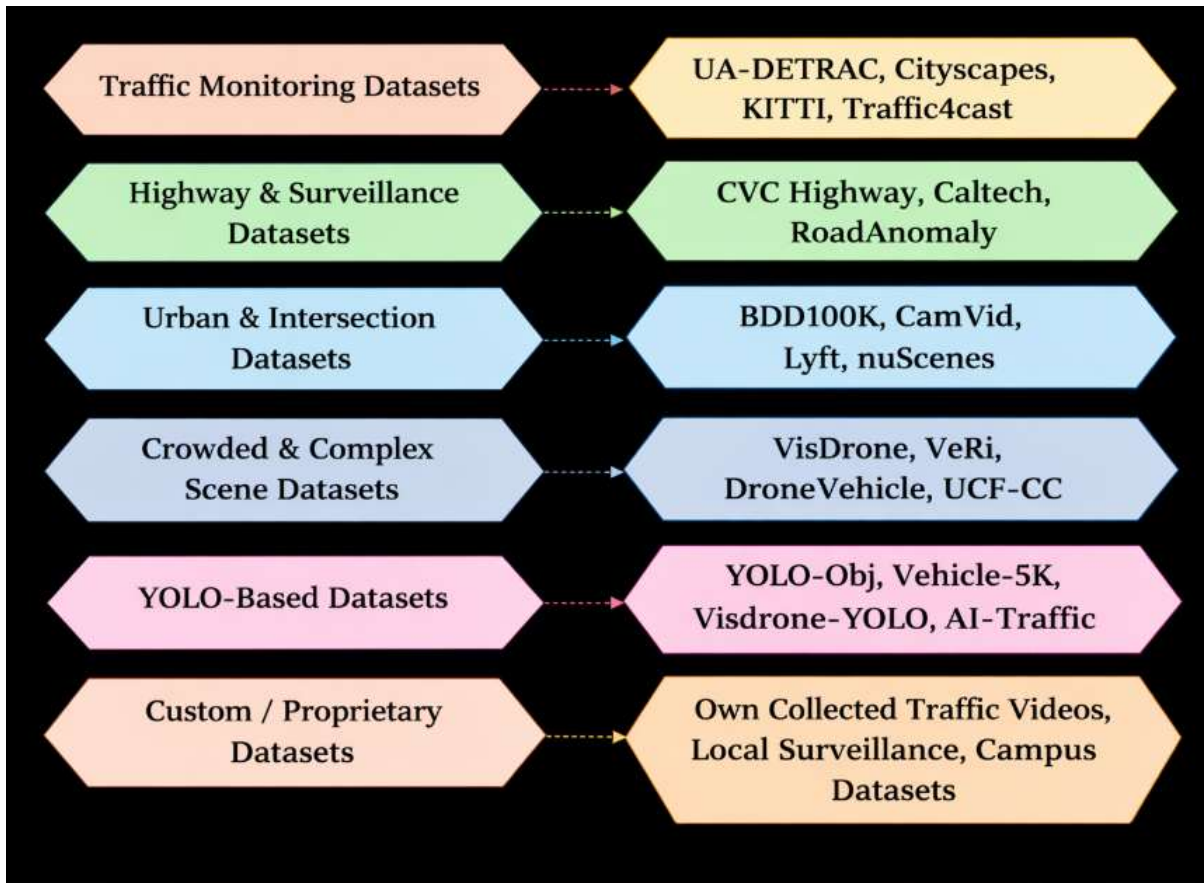 Traffic Monitoring Datasets
UA-DETRAC, Cityscapes,
KITTI, Traffic4cast
Highway & Surveillance
Datasets
CVC Highway, Caltech,
RoadAnomaly
Urban & Intersection
Datasets
BDD100K, CamVid,
Lyft, nuScenes
Crowded & Complex
Scene Datasets
VisDrone, VeRi,
DroneVehicle, UCF-CC
YOLO-Based Datasets
YOLO-Obj, Vehicle-5K,
Visdrone-YOLO, AI-Traffic
Custom / Proprietary
Datasets
Own Collected Traffic Videos,
Local Surveillance, Campus
Datasets